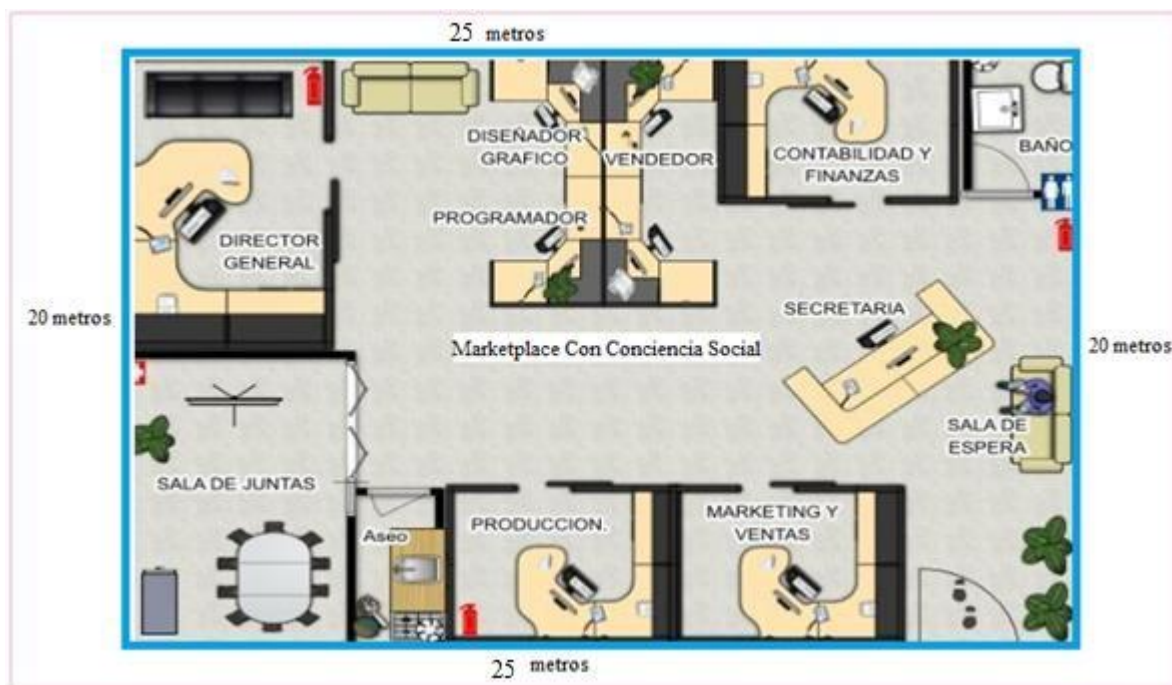 25 metros
DISEÑADOR
GRAFICO
VENDEDOR
CONTABILIDAD Y
FINANZAS
BAÑO
PROGRAMADOR
DIRECTOR
GENERAL
SECRETARIA
20 metros
Marketplace Con Conciencia Social
20 metros
SALA DE
ESPERA
SALA DE JUNTAS
PRODUCCION.
MARKETING Y
VENTAS
Aseo
25 metros